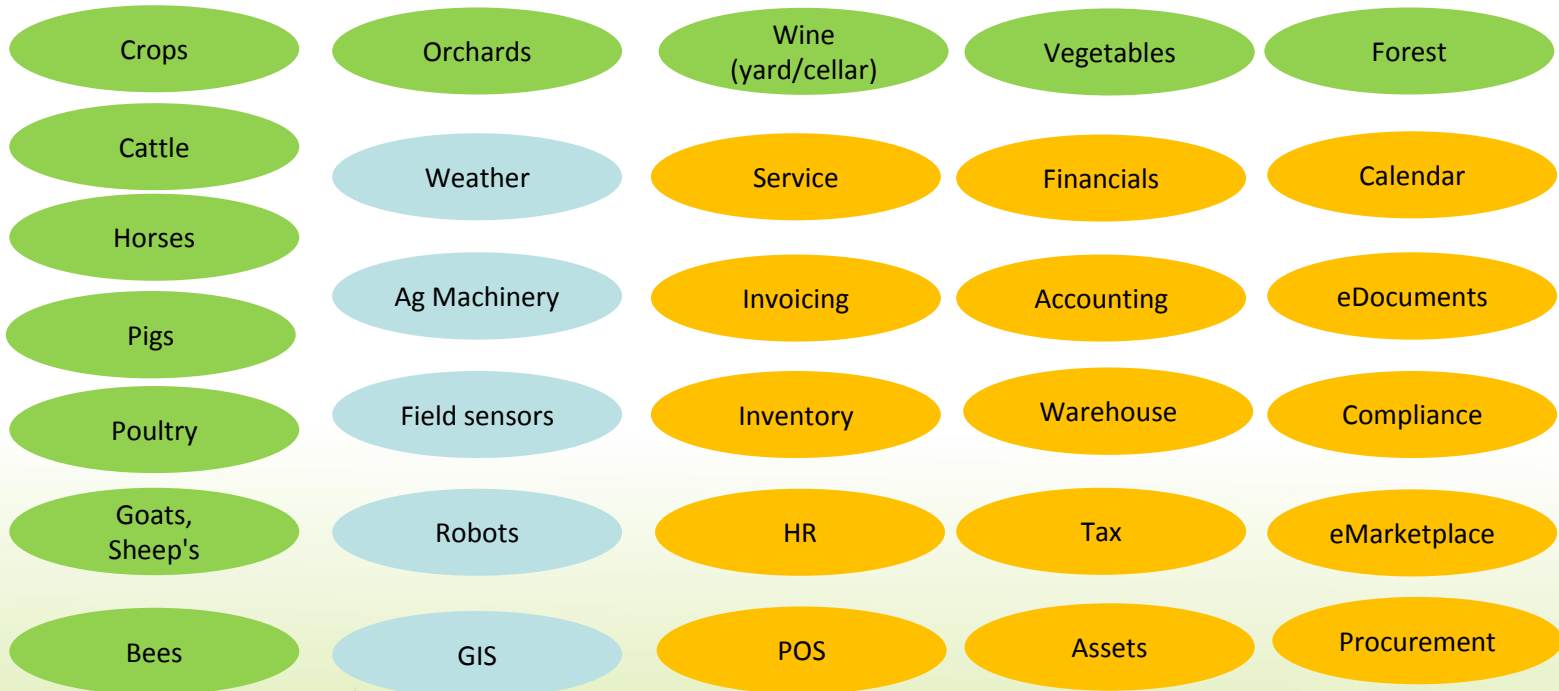 Crops
Orchards
Wine
(yard/cellar)
Vegetables
Forest
Cattle
Weather
Service
Financials
Calendar
Horses
Ag Machinery
Invoicing
Accounting
eDocuments
Pigs
Poultry
Field sensors
Inventory
Warehouse
Compliance
Goats,
Sheep's
Robots
HR
Tax
eMarketplace
Bees
GIS
POS
Assets
Procurement